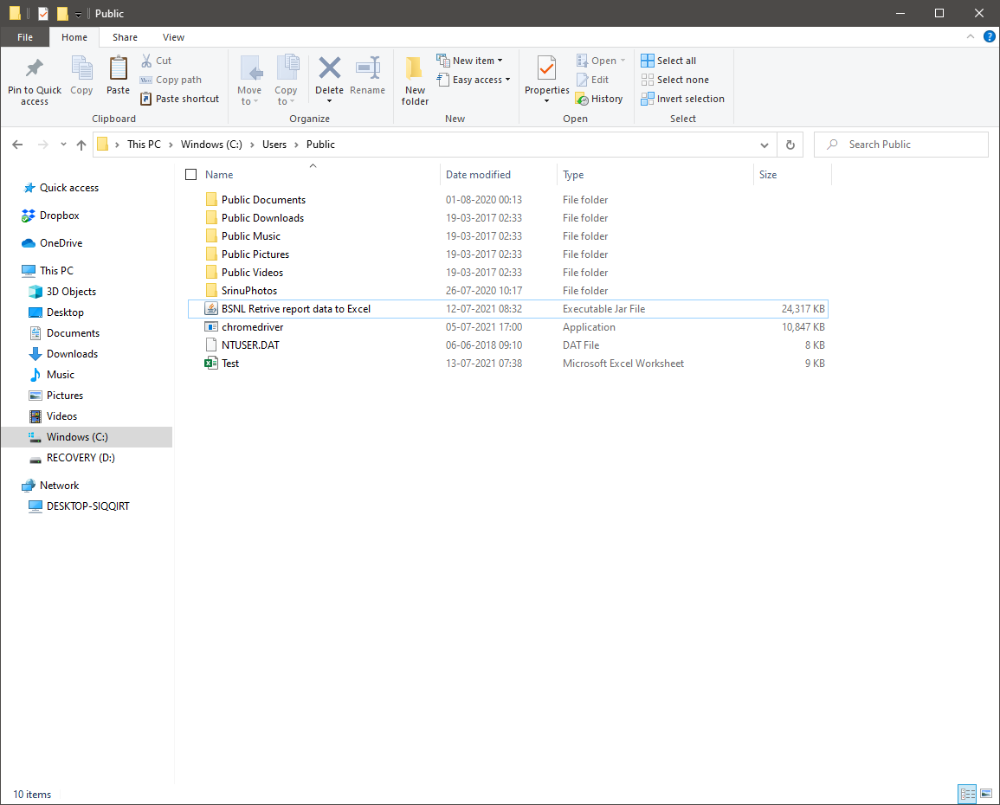 Public
File Home Share View
Pin to Quick access
Copy
Paste
Cut
Copy path
Paste shortcut
Clipboard
Move to
Copy to
Delete
Rename
Organize
New folder
New item
Easy access
New
Properties
Open
Edit
History
Open
Select all
Select none
Invert selection
Select
This PC Windows (C:) Users Public
Search Public
Quick access
Dropbox
OneDrive
This PC
3D Objects
Desktop
Documents
Downloads
Music
Pictures
Videos
Windows (C:)
RECOVERY (D:)
Network
DESKTOP-SIQQIRT
Name Date modified Type Size
Public Documents 01-08-2020 00:13 File folder
Public Downloads 19-03-2017 02:33 File folder
Public Music 19-03-2017 02:33 File folder
Public Pictures 19-03-2017 02:33 File folder
Public Videos 19-03-2017 02:33 File folder
SrinuPhotos 26-07-2020 10:17 File folder
BSNL Retrive report data to Excel 12-07-2021 08:32 Executable Jar File 24,317 KB
chromedriver 05-07-2021 17:00 Application 10,847 KB
NTUSER.DAT 06-06-2018 09:10 DAT File 8 KB
Test 13-07-2021 07:38 Microsoft Excel Worksheet 9 KB
10 items